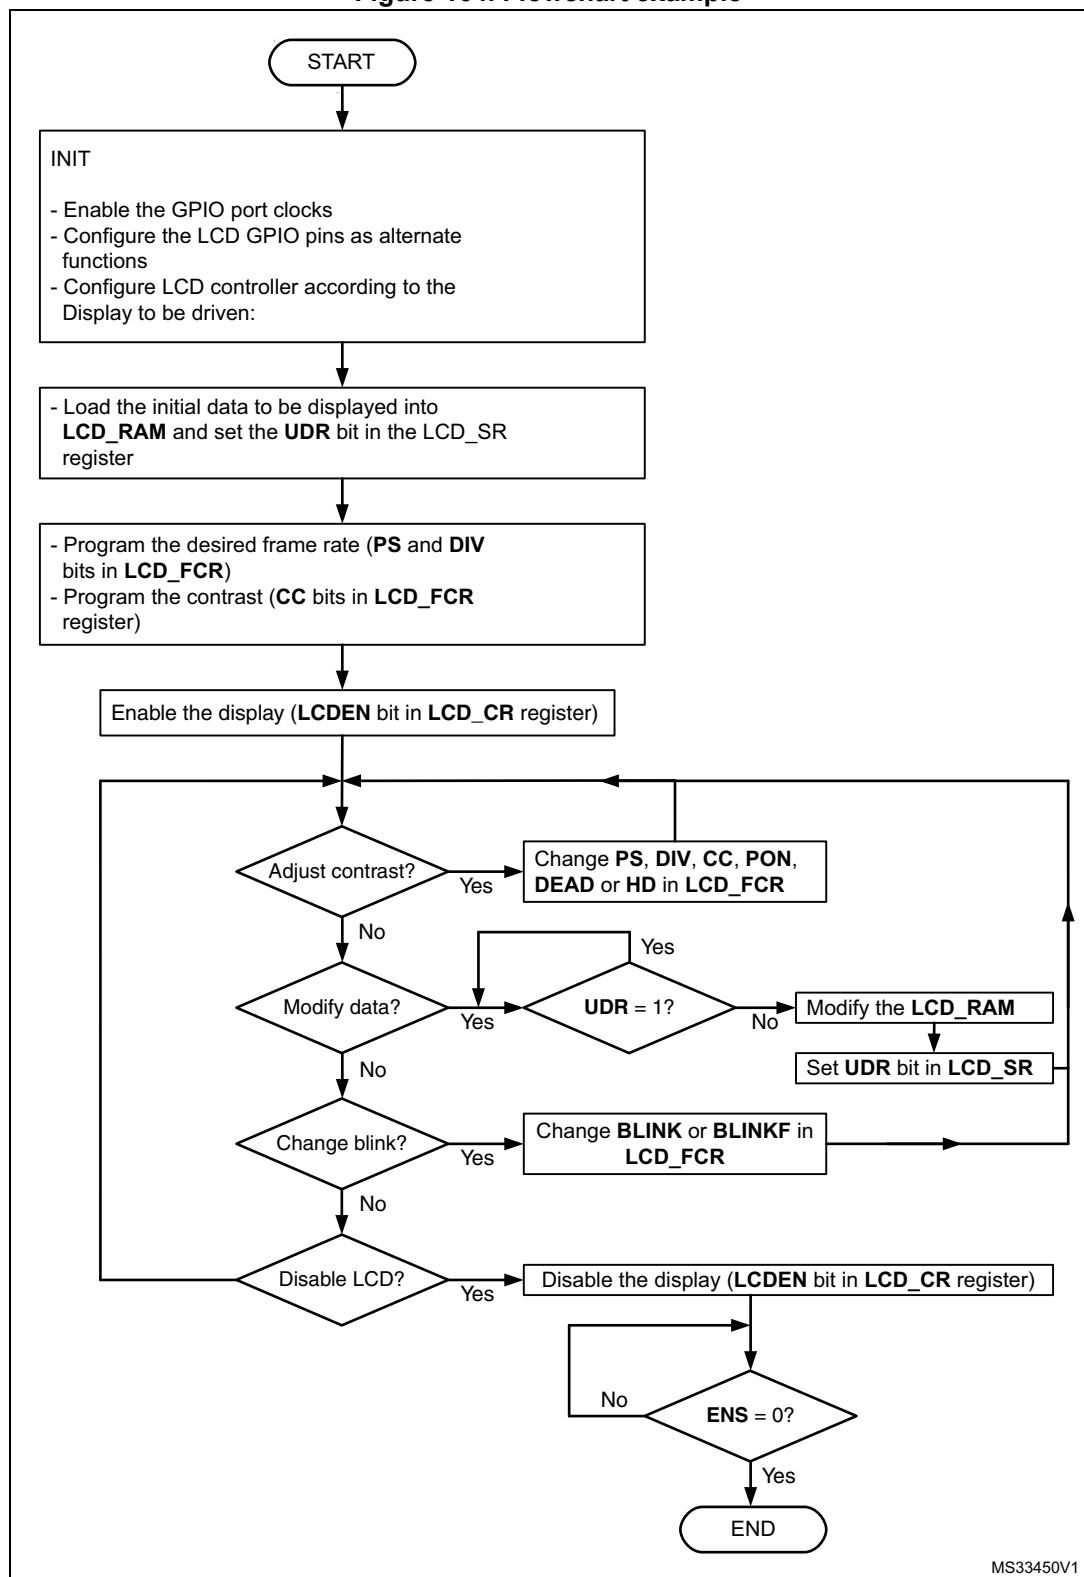 START
INIT
- Enable the GPIO port clocks
- Configure the LCD GPIO pins as alternate
functions
- Configure LCD controller according to the
Display to be driven:
- Load the initial data to be displayed into
LCD_RAM and set the UDR bit in the LCD_SR
register
- Program the desired frame rate (PS and DIV
bits in LCD_FCR)
- Program the contrast (CC bits in LCD_FCR
register)
Enable the display (LCDEN bit in LCD_CR register)
Adjust contrast?
Yes
Change PS, DIV, CC, PON,
DEAD or HD in LCD_FCR
No
Modify data?
Yes
Yes
UDR = 1?
No
Modify the LCD_RAM
Set UDR bit in LCD_SR
No
Change blink?
Yes
Change BLINK or BLINKF in
LCD_FCR
No
Disable LCD?
Yes
Disable the display (LCDEN bit in LCD_CR register)
No
ENS = 0?
Yes
END
MS33450V1